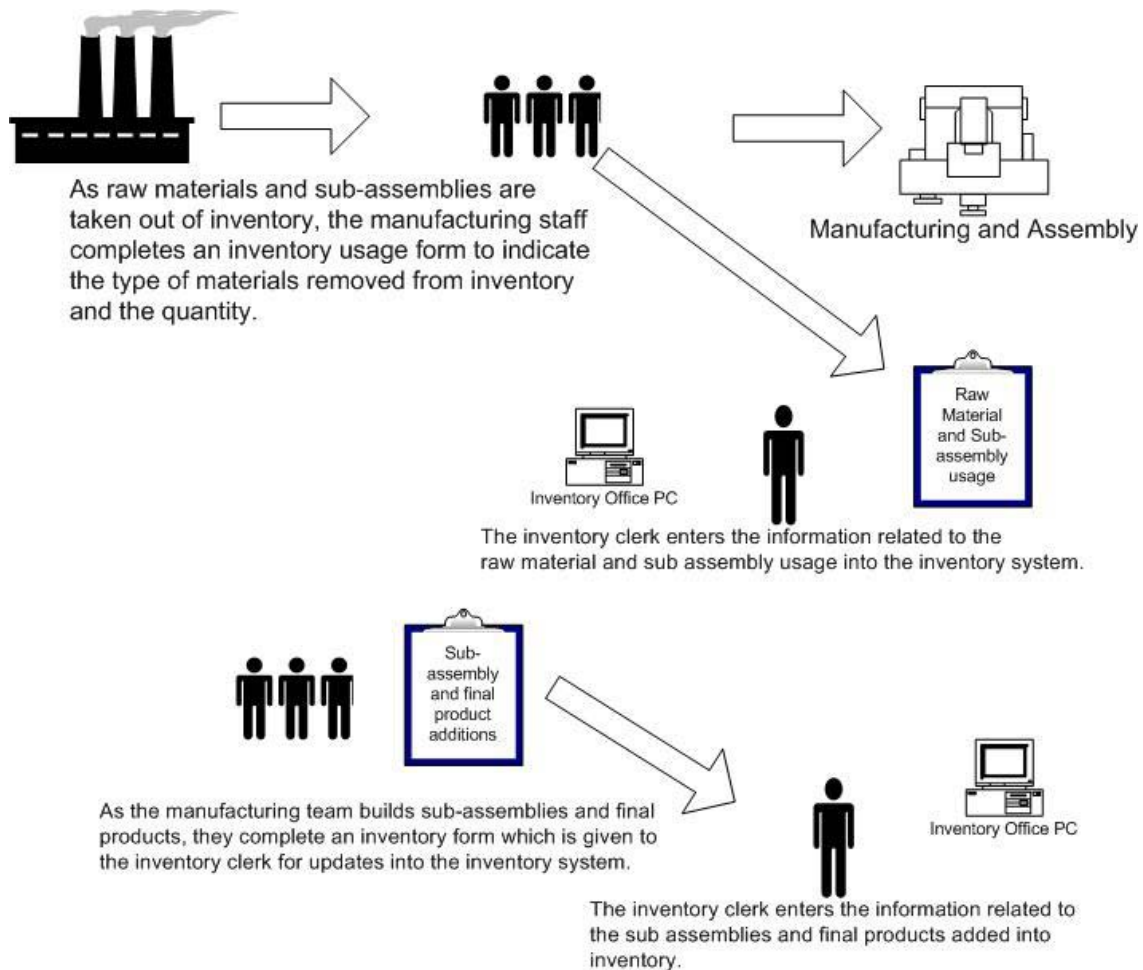 As raw materials and sub-assemblies are
taken out of inventory, the manufacturing staff
completes an inventory usage form to indicate
the type of materials removed from inventory
and the quantity.
Manufacturing and Assembly
Raw
Material
and Sub-
assembly
usage
Inventory Office PC
The inventory clerk enters the information related to the
raw material and sub assembly usage into the inventory system.
Sub-
assembly
and final
product
additions
As the manufacturing team builds sub-assemblies and final
products, they complete an inventory form which is given to
the inventory clerk for updates into the inventory system.
Inventory Office PC
The inventory clerk enters the information related to
the sub assemblies and final products added into
inventory.